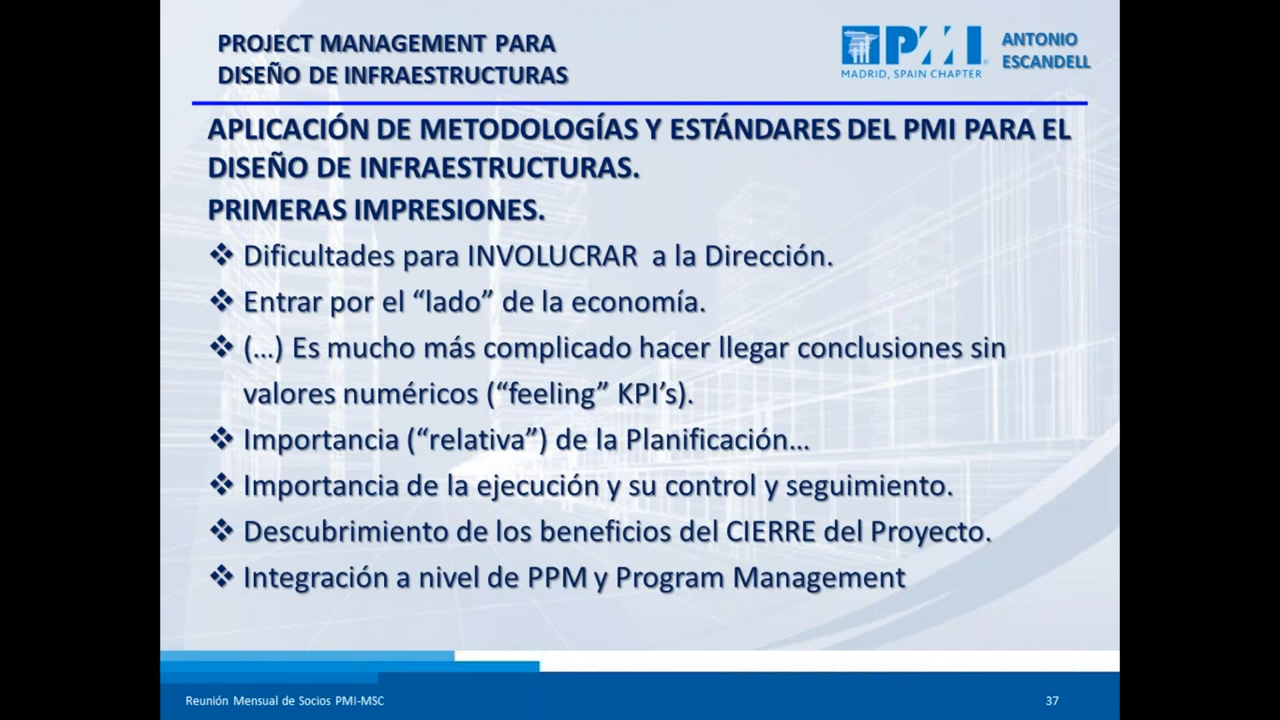 PROJECT MANAGEMENT PARA
DISEÑO DE INFRAESTRUCTURAS
PMI
MADRID, SPAIN CHAPTER
ANTONIO
ESCANDELL
APLICACIÓN DE METODOLOGÍAS Y ESTÁNDARES DEL PMI PARA EL
DISEÑO DE INFRAESTRUCTURAS.
PRIMERAS IMPRESIONES.
❖ Dificultades para INVOLUCRAR a la Dirección.
❖ Entrar por el “lado” de la economía.
❖ (…) Es mucho más complicado hacer llegar conclusiones sin
valores numéricos (“feeling” KPI’s).
❖ Importancia (“relativa”) de la Planificación…
❖ Importancia de la ejecución y su control y seguimiento.
❖ Descubrimiento de los beneficios del CIERRE del Proyecto.
❖ Integración a nivel de PPM y Program Management
Reunión Mensual de Socios PMI-MSC
37